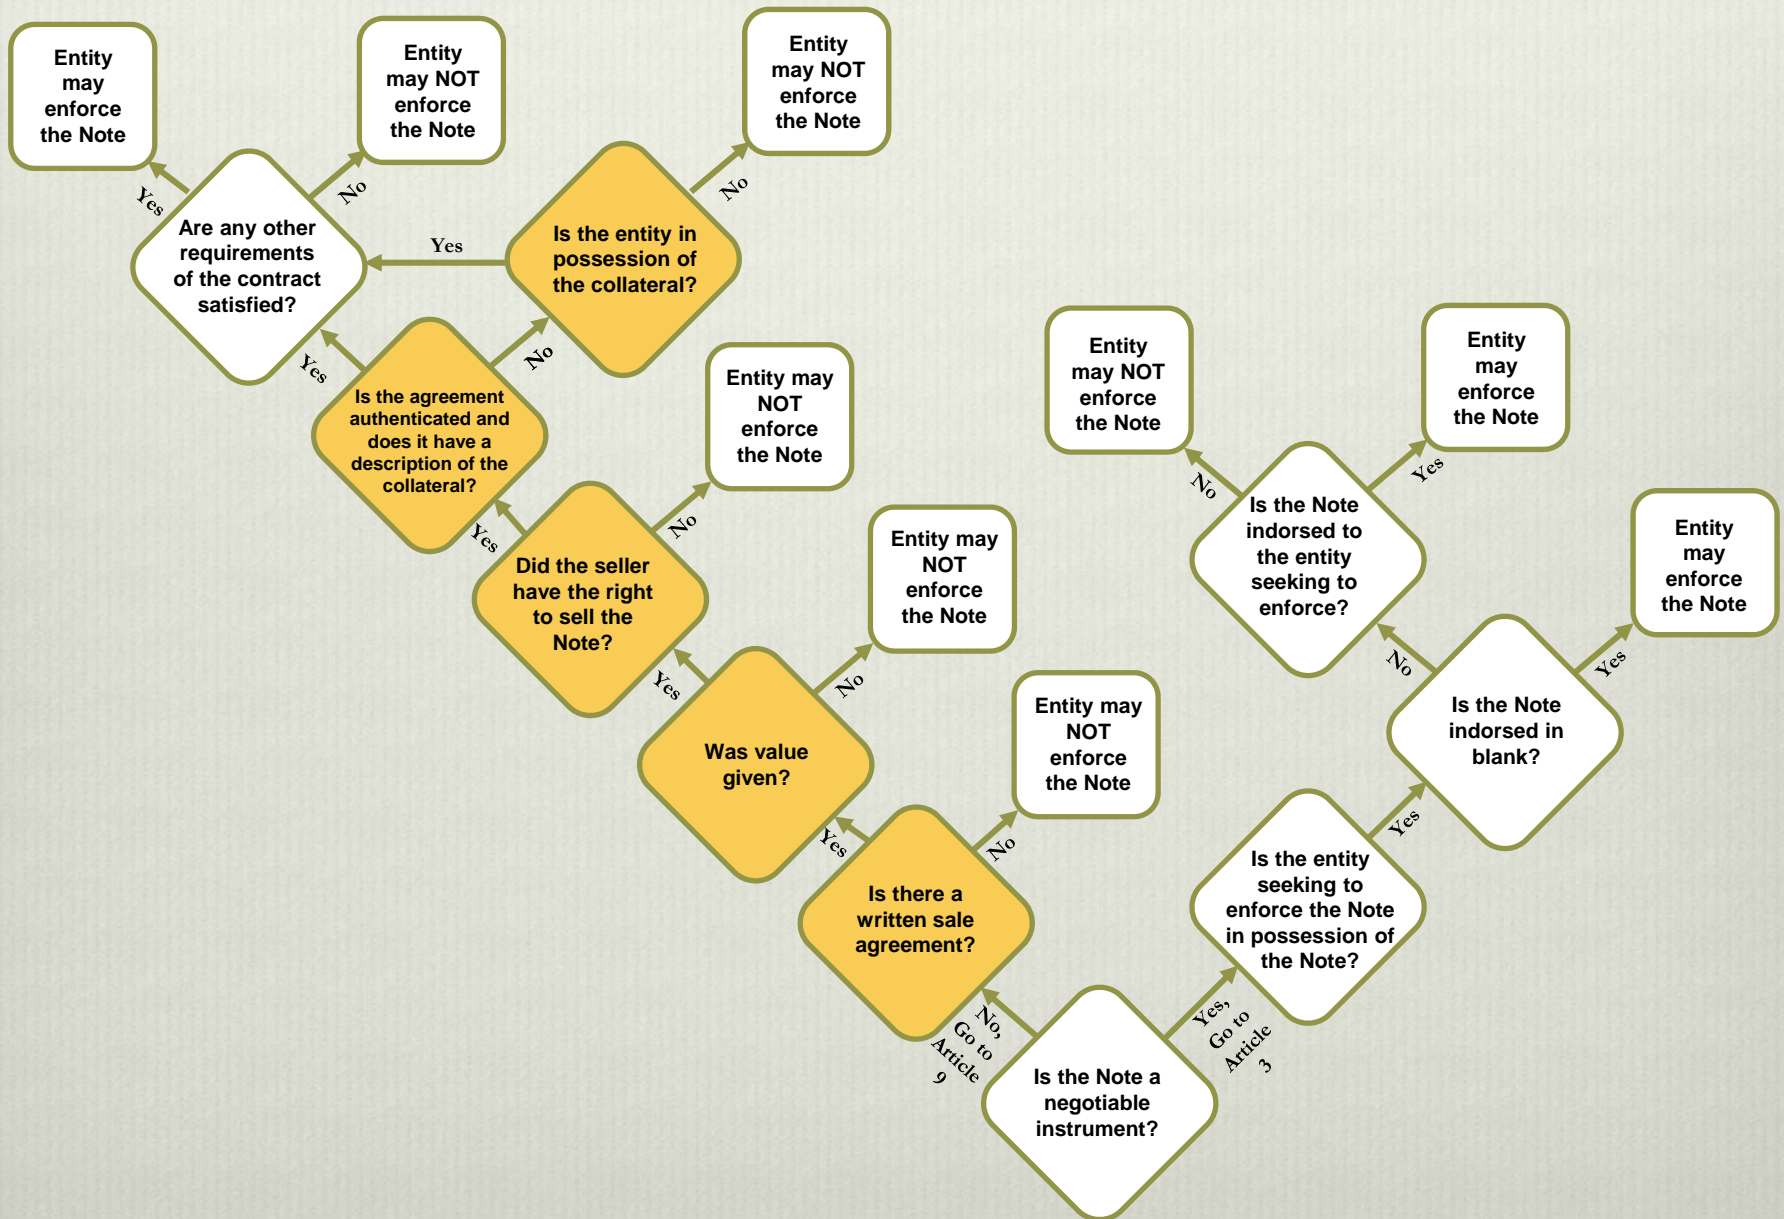 Entity
may
enforce
the Note
Entity
may NOT
enforce
the Note
Entity
may NOT
enforce
the Note
Yes
No
No
Are any other
requirements
of the contract
satisfied?
Yes
Is the entity in
possession of
the collateral?
Yes
No
Is the agreement
authenticated and
does it have a
description of the
collateral?
Entity may
NOT
enforce
the Note
Yes
No
Did the seller
have the right
to sell the
Note?
Entity may
NOT
enforce
the Note
Yes
No
Was value
given?
Entity may
NOT
enforce
the Note
Yes
No
Is there a
written sale
agreement?
No,
Go to
Article
9
Is the Note a
negotiable
instrument?
Yes,
Go to
Article
3
Is the entity
seeking to
enforce the Note
in possession of
the Note?
Yes
Is the Note
indorsed in
blank?
No
Yes
Entity
may
enforce
the Note
Is the Note
indorsed to
the entity
seeking to
enforce?
No
Yes
Entity
may NOT
enforce
the Note
Entity
may
enforce
the Note